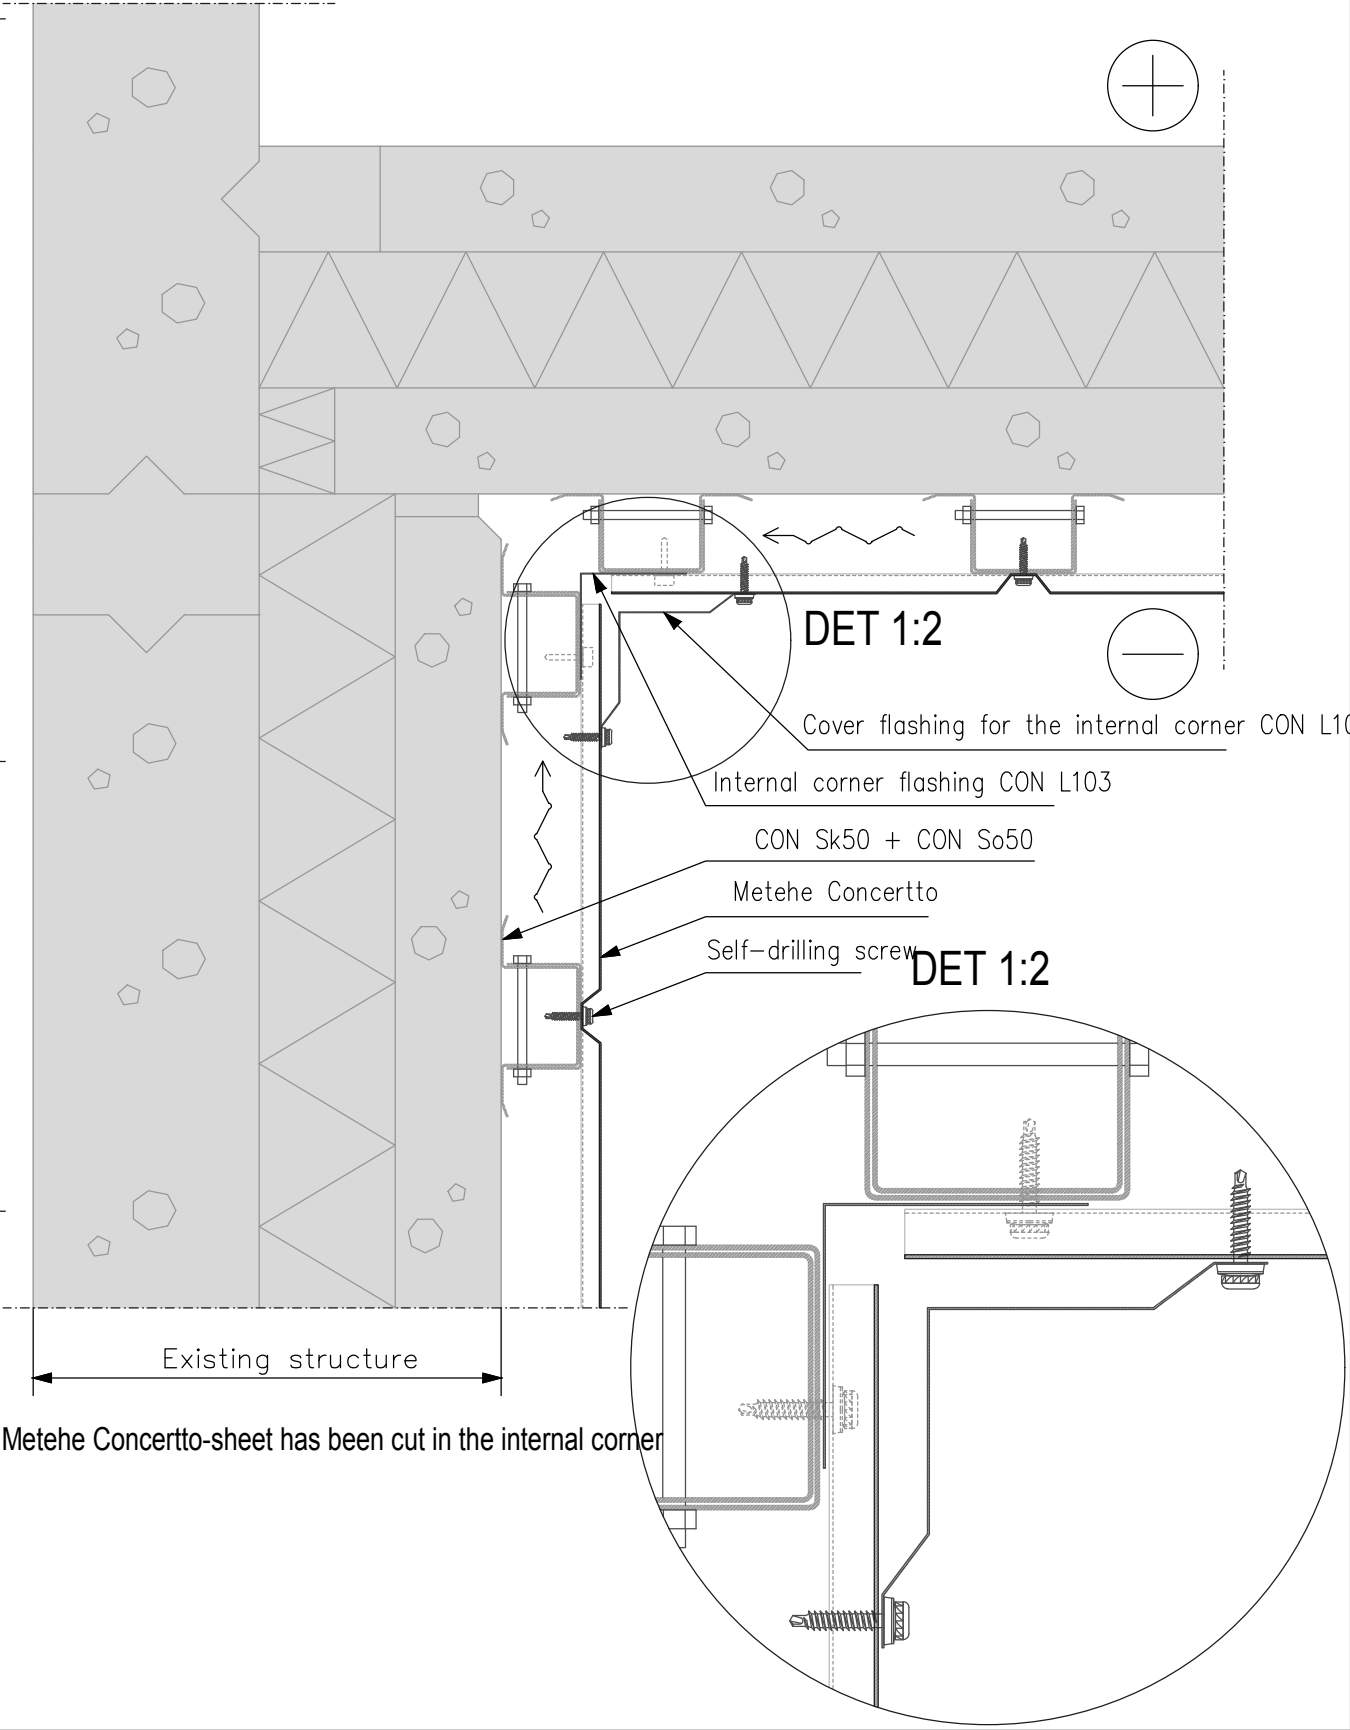 DET 1:2
Cover flashing for the internal corner CON
Internal corner flashing CON L103
CON Sk50 + CON So50
Metehe Concertto
Self-drilling screw
DET 1:2
Existing structure
Metehe Concertto-sheet has been cut in the internal corner